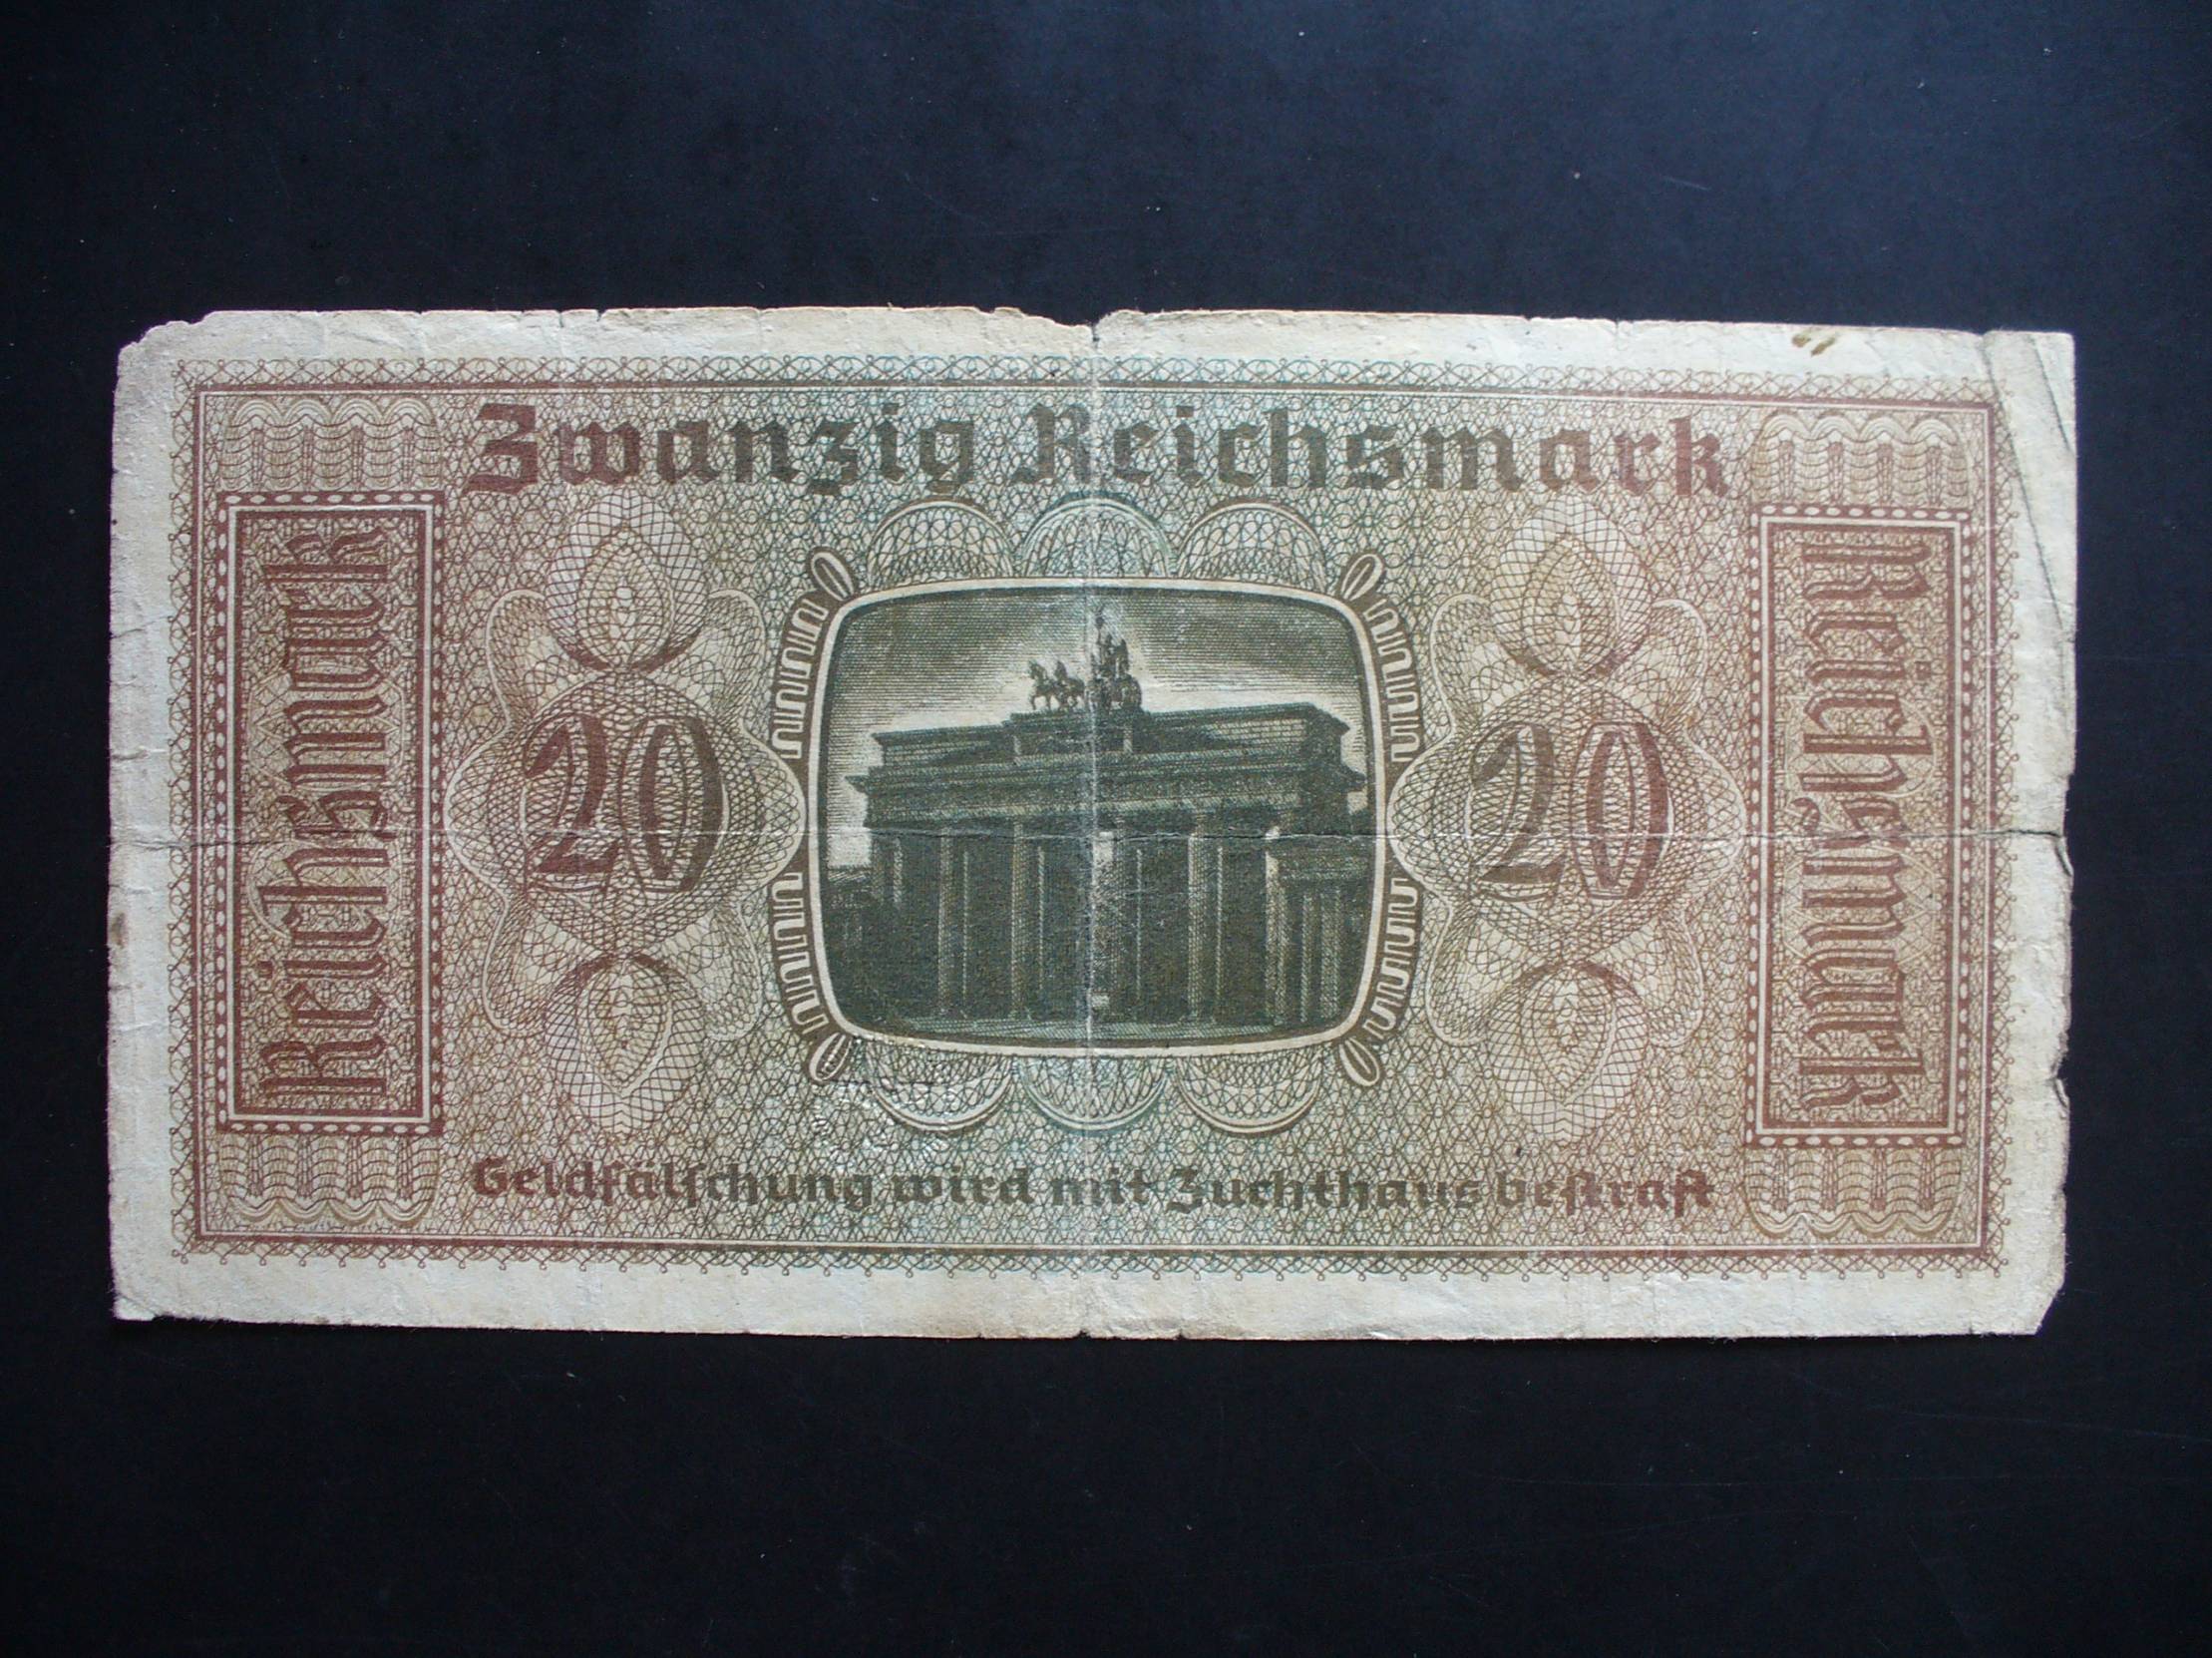 Zwanzig Reichsmark
Reichsmark
20
20
Reichsmark
Geldfälschung wird mit Zuchthaus bestraft